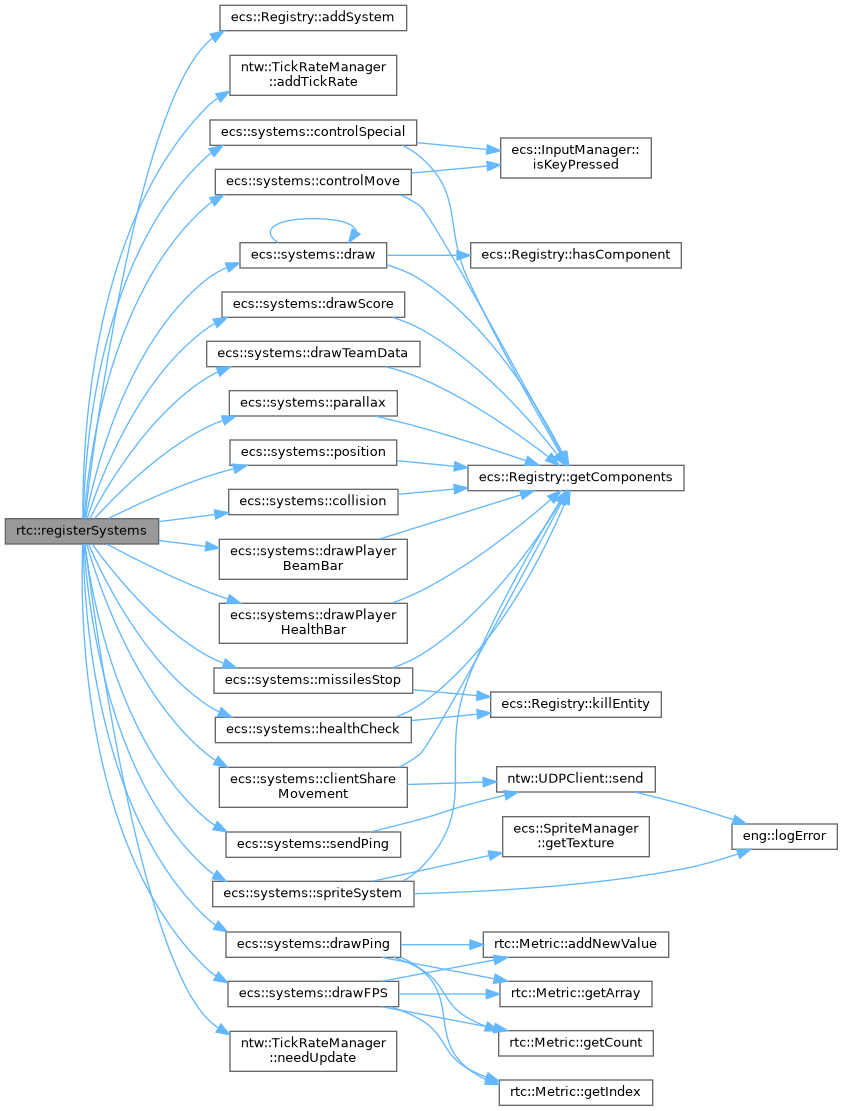 rtc::registerSystems
ecs::Registry::addSystem
ntw::TickRateManager
::addTickRate
ecs::systems::controlSpecial
ecs::systems::controlMove
ecs::systems::draw
ecs::systems::drawScore
ecs::systems::drawTeamData
ecs::systems::parallax
ecs::systems::position
ecs::systems::collision
ecs::systems::drawPlayer
BeamBar
ecs::systems::drawPlayer
HealthBar
ecs::systems::missilesStop
ecs::systems::healthCheck
ecs::systems::clientShare
Movement
ecs::systems::sendPing
ecs::systems::spriteSystem
ecs::systems::drawPing
ecs::systems::drawFPS
ntw::TickRateManager
::needUpdate
ecs::InputManager::
isKeyPressed
ecs::Registry::hasComponent
ecs::Registry::getComponents
ecs::Registry::killEntity
ntw::UDPClient::send
ecs::SpriteManager
::getTexture
rtc::Metric::addNewValue
rtc::Metric::getArray
rtc::Metric::getCount
rtc::Metric::getIndex
eng::logError